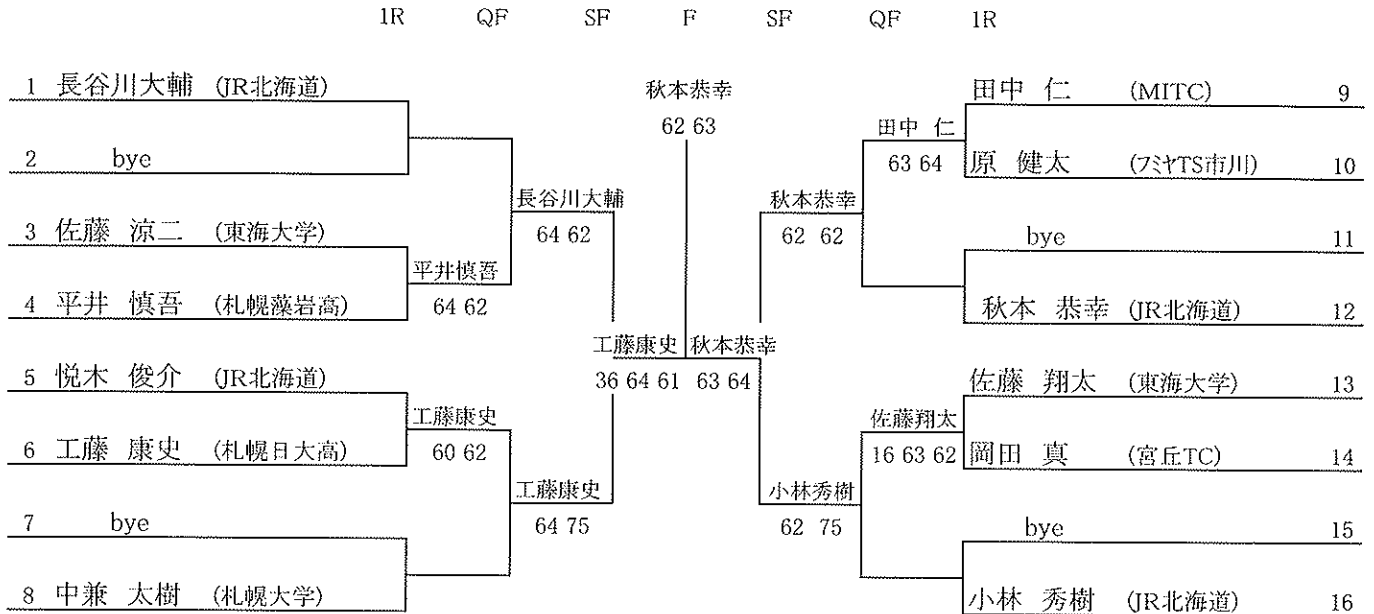 1R QF SF F SF QF 1R
1 長谷川大輔 (JR北海道)
2 bye
3 佐藤 涼二 (東海大学)
4 平井 慎吾 (札幌藻岩高)
5 悦木 俊介 (JR北海道)
6 工藤 康史 (札幌日大高)
7 bye
8 中兼 太樹 (札幌大学)
平井慎吾
64 62
工藤康史
60 62
長谷川大輔
64 62
工藤康史
64 75
工藤康史
36 64 61
秋本恭幸
62 63
秋本恭幸
63 64
秋本恭幸
62 62
小林秀樹
62 75
田中 仁
63 64
佐藤翔太
16 63 62
田中 仁 (MITC) 9
原 健太 (フミヤTS市川) 10
bye 11
秋本 恭幸 (JR北海道) 12
佐藤 翔太 (東海大学) 13
岡田 真 (宮丘TC) 14
bye 15
小林 秀樹 (JR北海道) 16